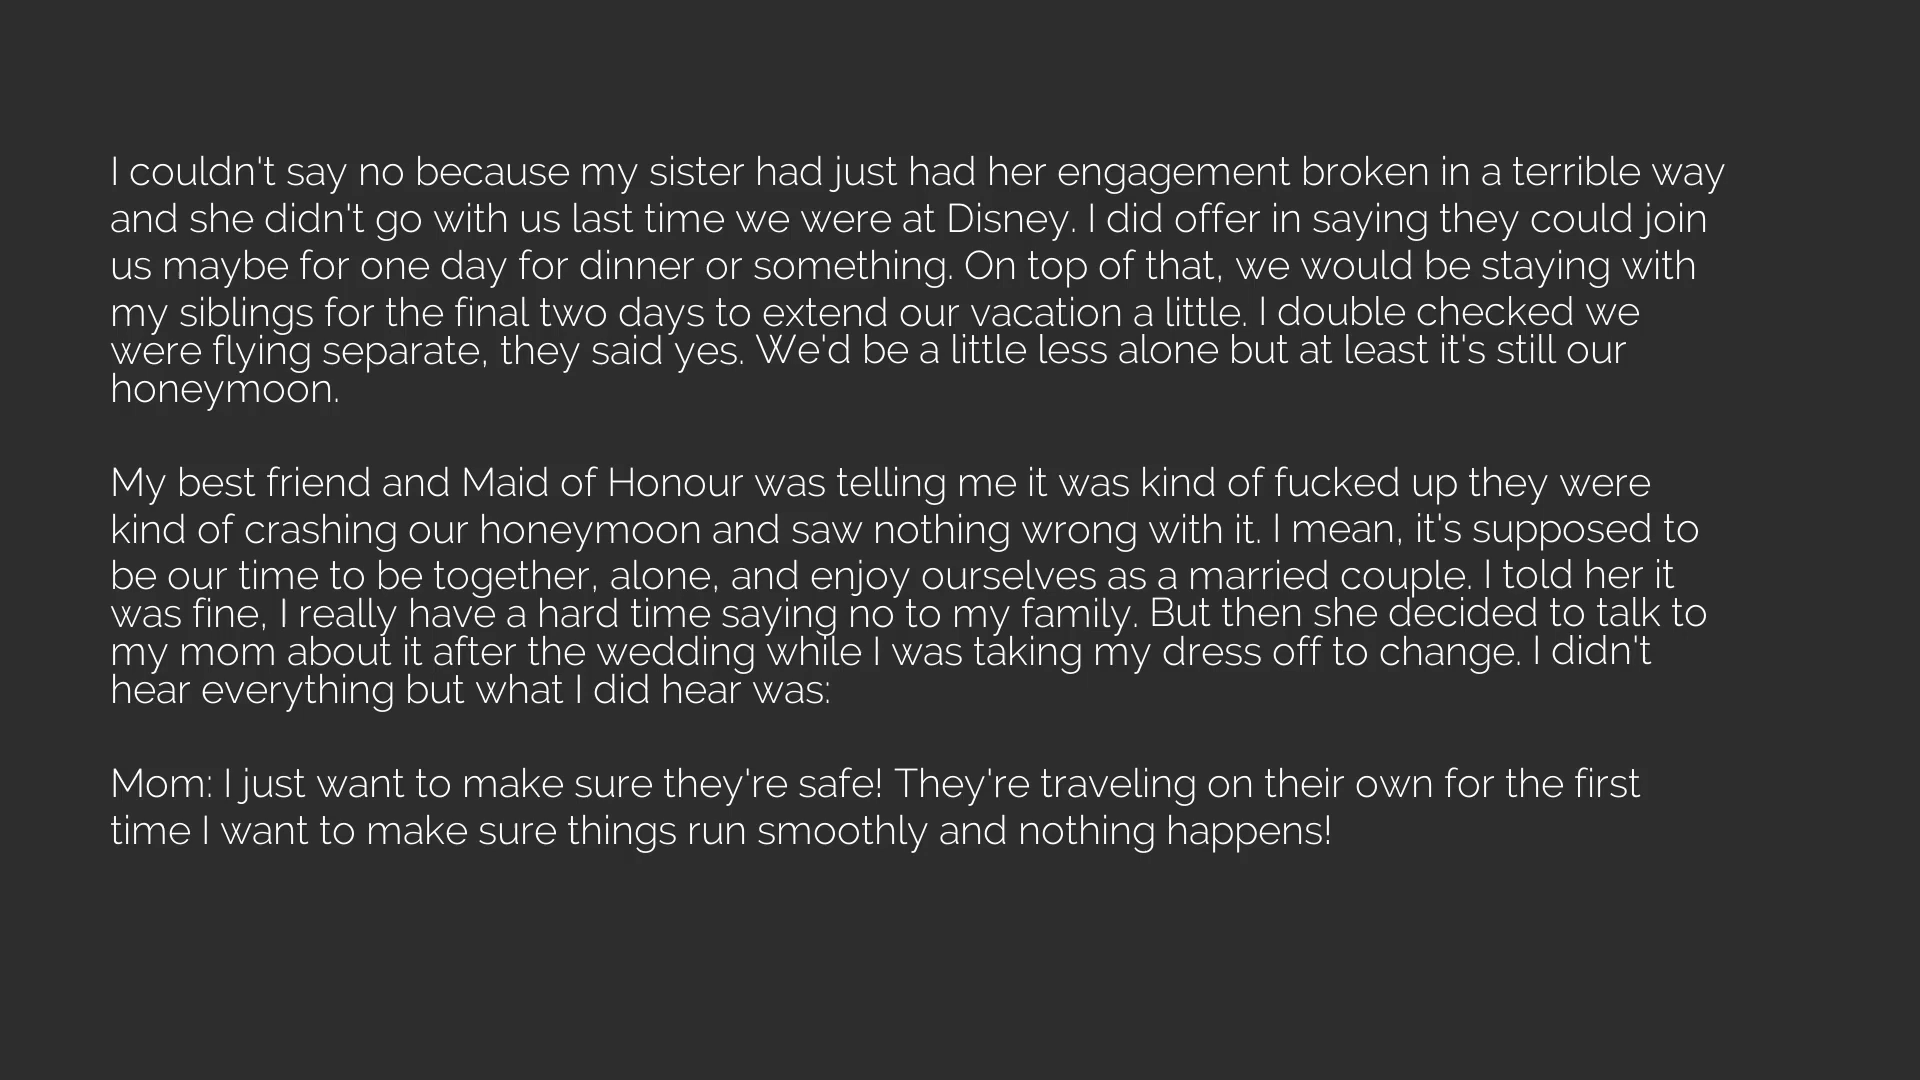 I couldn't say no because my sister had just had her engagement broken in a terrible way
and she didn't go with us last time we were at Disney. I did offer in saying they could join
us maybe for one day for dinner or something. On top of that, we would be staying with
my siblings for the final two days to extend our vacation a little. I double checked we
were flying separate, they said yes. We'd be a little less alone but at least it's still our
honeymoon.

My best friend and Maid of Honour was telling me it was kind of fucked up they were
kind of crashing our honeymoon and saw nothing wrong with it. I mean, it's supposed to
be our time to be together, alone, and enjoy ourselves as a married couple. I told her it
was fine, I really have a hard time saying no to my family. But then she decided to talk to
my mom about it after the wedding while I was taking my dress off to change. I didn't
hear everything but what I did hear was:

Mom: I just want to make sure they're safe! They're traveling on their own for the first
time I want to make sure things run smoothly and nothing happens!